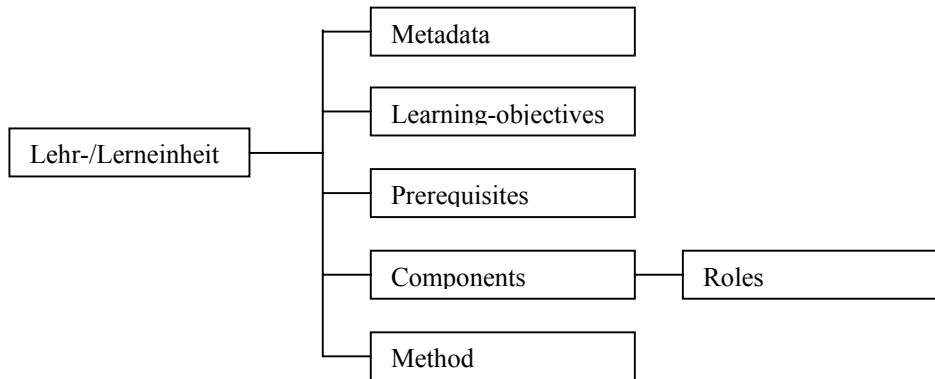 Metadata
Learning-objectives
Lehr-/Lerneinheit
Prerequisites
Components
Roles
Method